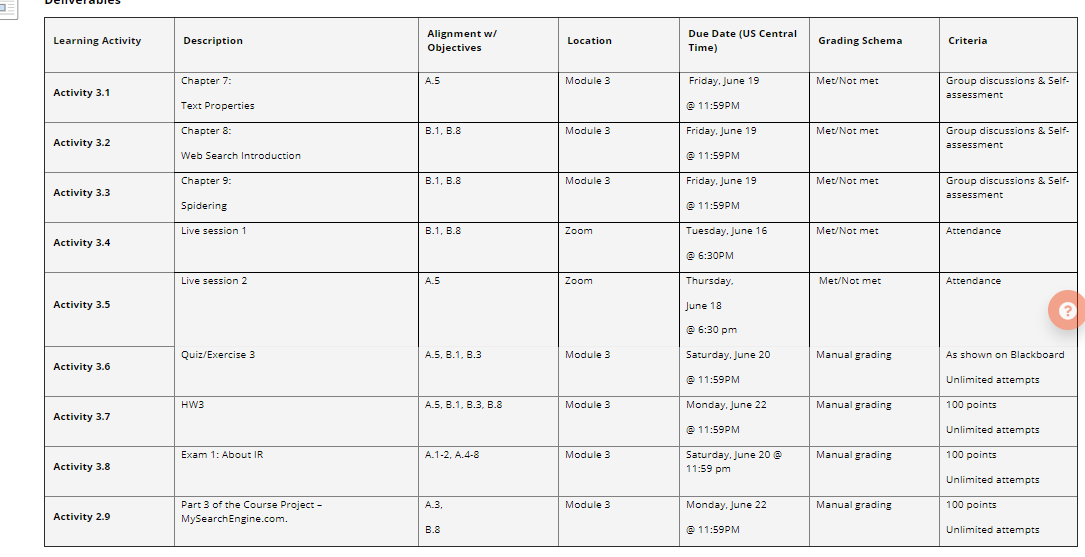 Deliverables
Learning Activity
Description
Alignment w/
Objectives
Location
Due Date (US Central
Time)
Grading Schema
Criteria
Activity 3.1
Chapter 7:
Text Properties
A.5
Module 3
Friday, June 19
@ 11:59PM
Met/Not met
Group discussions & Self-
assessment
Activity 3.2
Chapter 8:
Web Search Introduction
B.1, B.8
Module 3
Friday, June 19
@ 11:59PM
Met/Not met
Group discussions & Self-
assessment
Activity 3.3
Chapter 9:
Spidering
B.1, B.8
Module 3
Friday, June 19
@ 11:59PM
Met/Not met
Group discussions & Self-
assessment
Activity 3.4
Live session 1
B.1, B.8
Zoom
Tuesday, June 16
@ 6:30PM
Met/Not met
Attendance
Activity 3.5
Live session 2
A.5
Zoom
Thursday,
June 18
@ 6:30 pm
Met/Not met
Attendance
Activity 3.6
Quiz/Exercise 3
A.5, B.1, B.3
Module 3
Saturday, June 20
@ 11:59PM
Manual grading
As shown on Blackboard
Unlimited attempts
Activity 3.7
HW3
A.5, B.1, B.3, B.8
Module 3
Monday, June 22
@ 11:59PM
Manual grading
100 points
Unlimited attempts
Activity 3.8
Exam 1: About IR
A.1-2, A.4-8
Module 3
Saturday, June 20 @
11:59 pm
Manual grading
100 points
Unlimited attempts
Activity 2.9
Part 3 of the Course Project –
MySearchEngine.com.
A.3,
B.8
Module 3
Monday, June 22
@ 11:59PM
Manual grading
100 points
Unlimited attempts
?